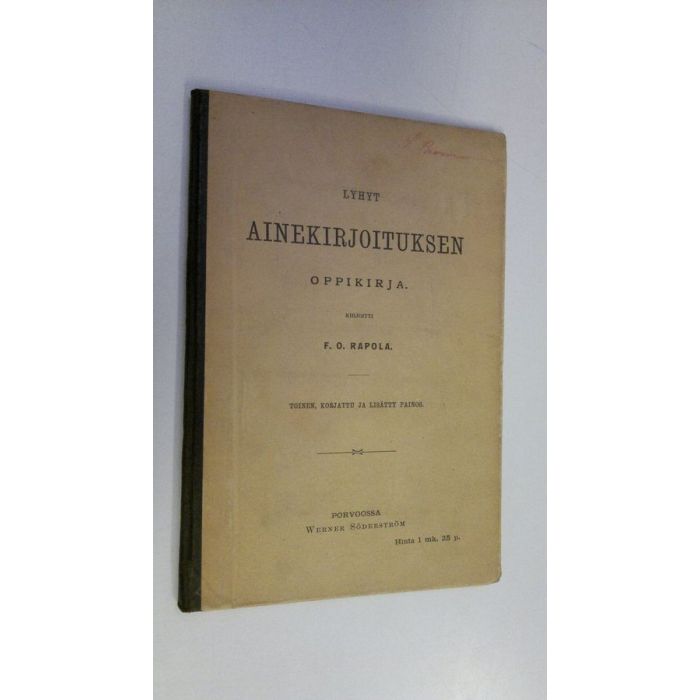 LYHYT
AINEKIRJOITUKSEN
OPPIKIRJA.
KIRJOITTI
F. O. RAPOLA.
TOINEN, KORJATTU JA LISÄTTY PAINOS.
PORVOOSSA
WERNER SÖDERSTRÖM
Hinta 1 mk. 25 p.